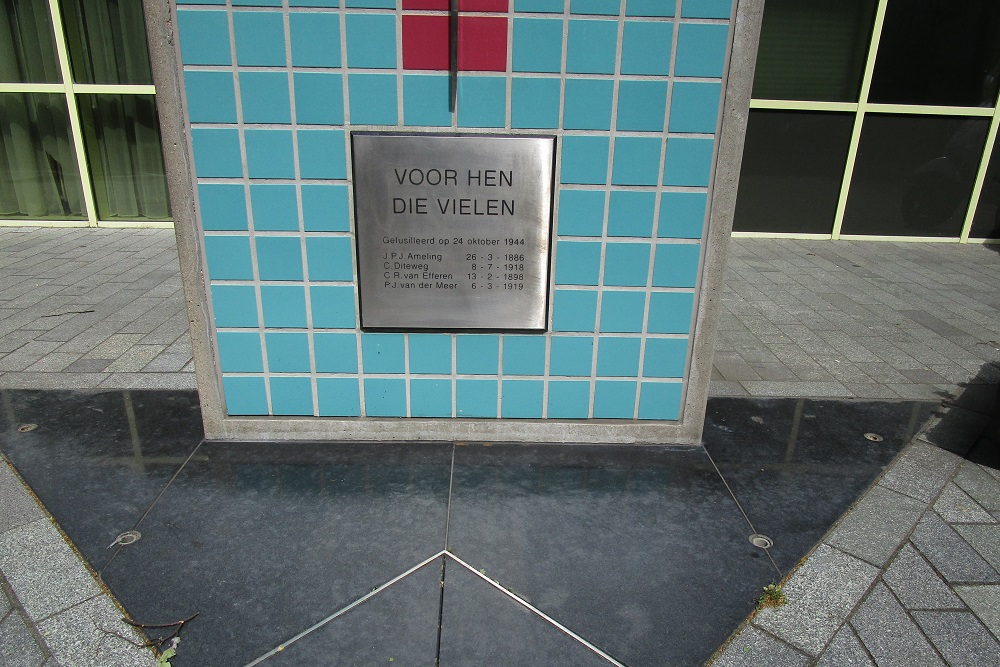 VOOR HEN
DIE VIELEN
Gefusilleerd op 24 oktober 1944
J.P.J. Ameling 26 - 3 - 1886
C. Diteweg 8 - 7 - 1918
C.R. van Efferen 13 - 2 - 1898
P.J. van der Meer 6 - 3 - 1919